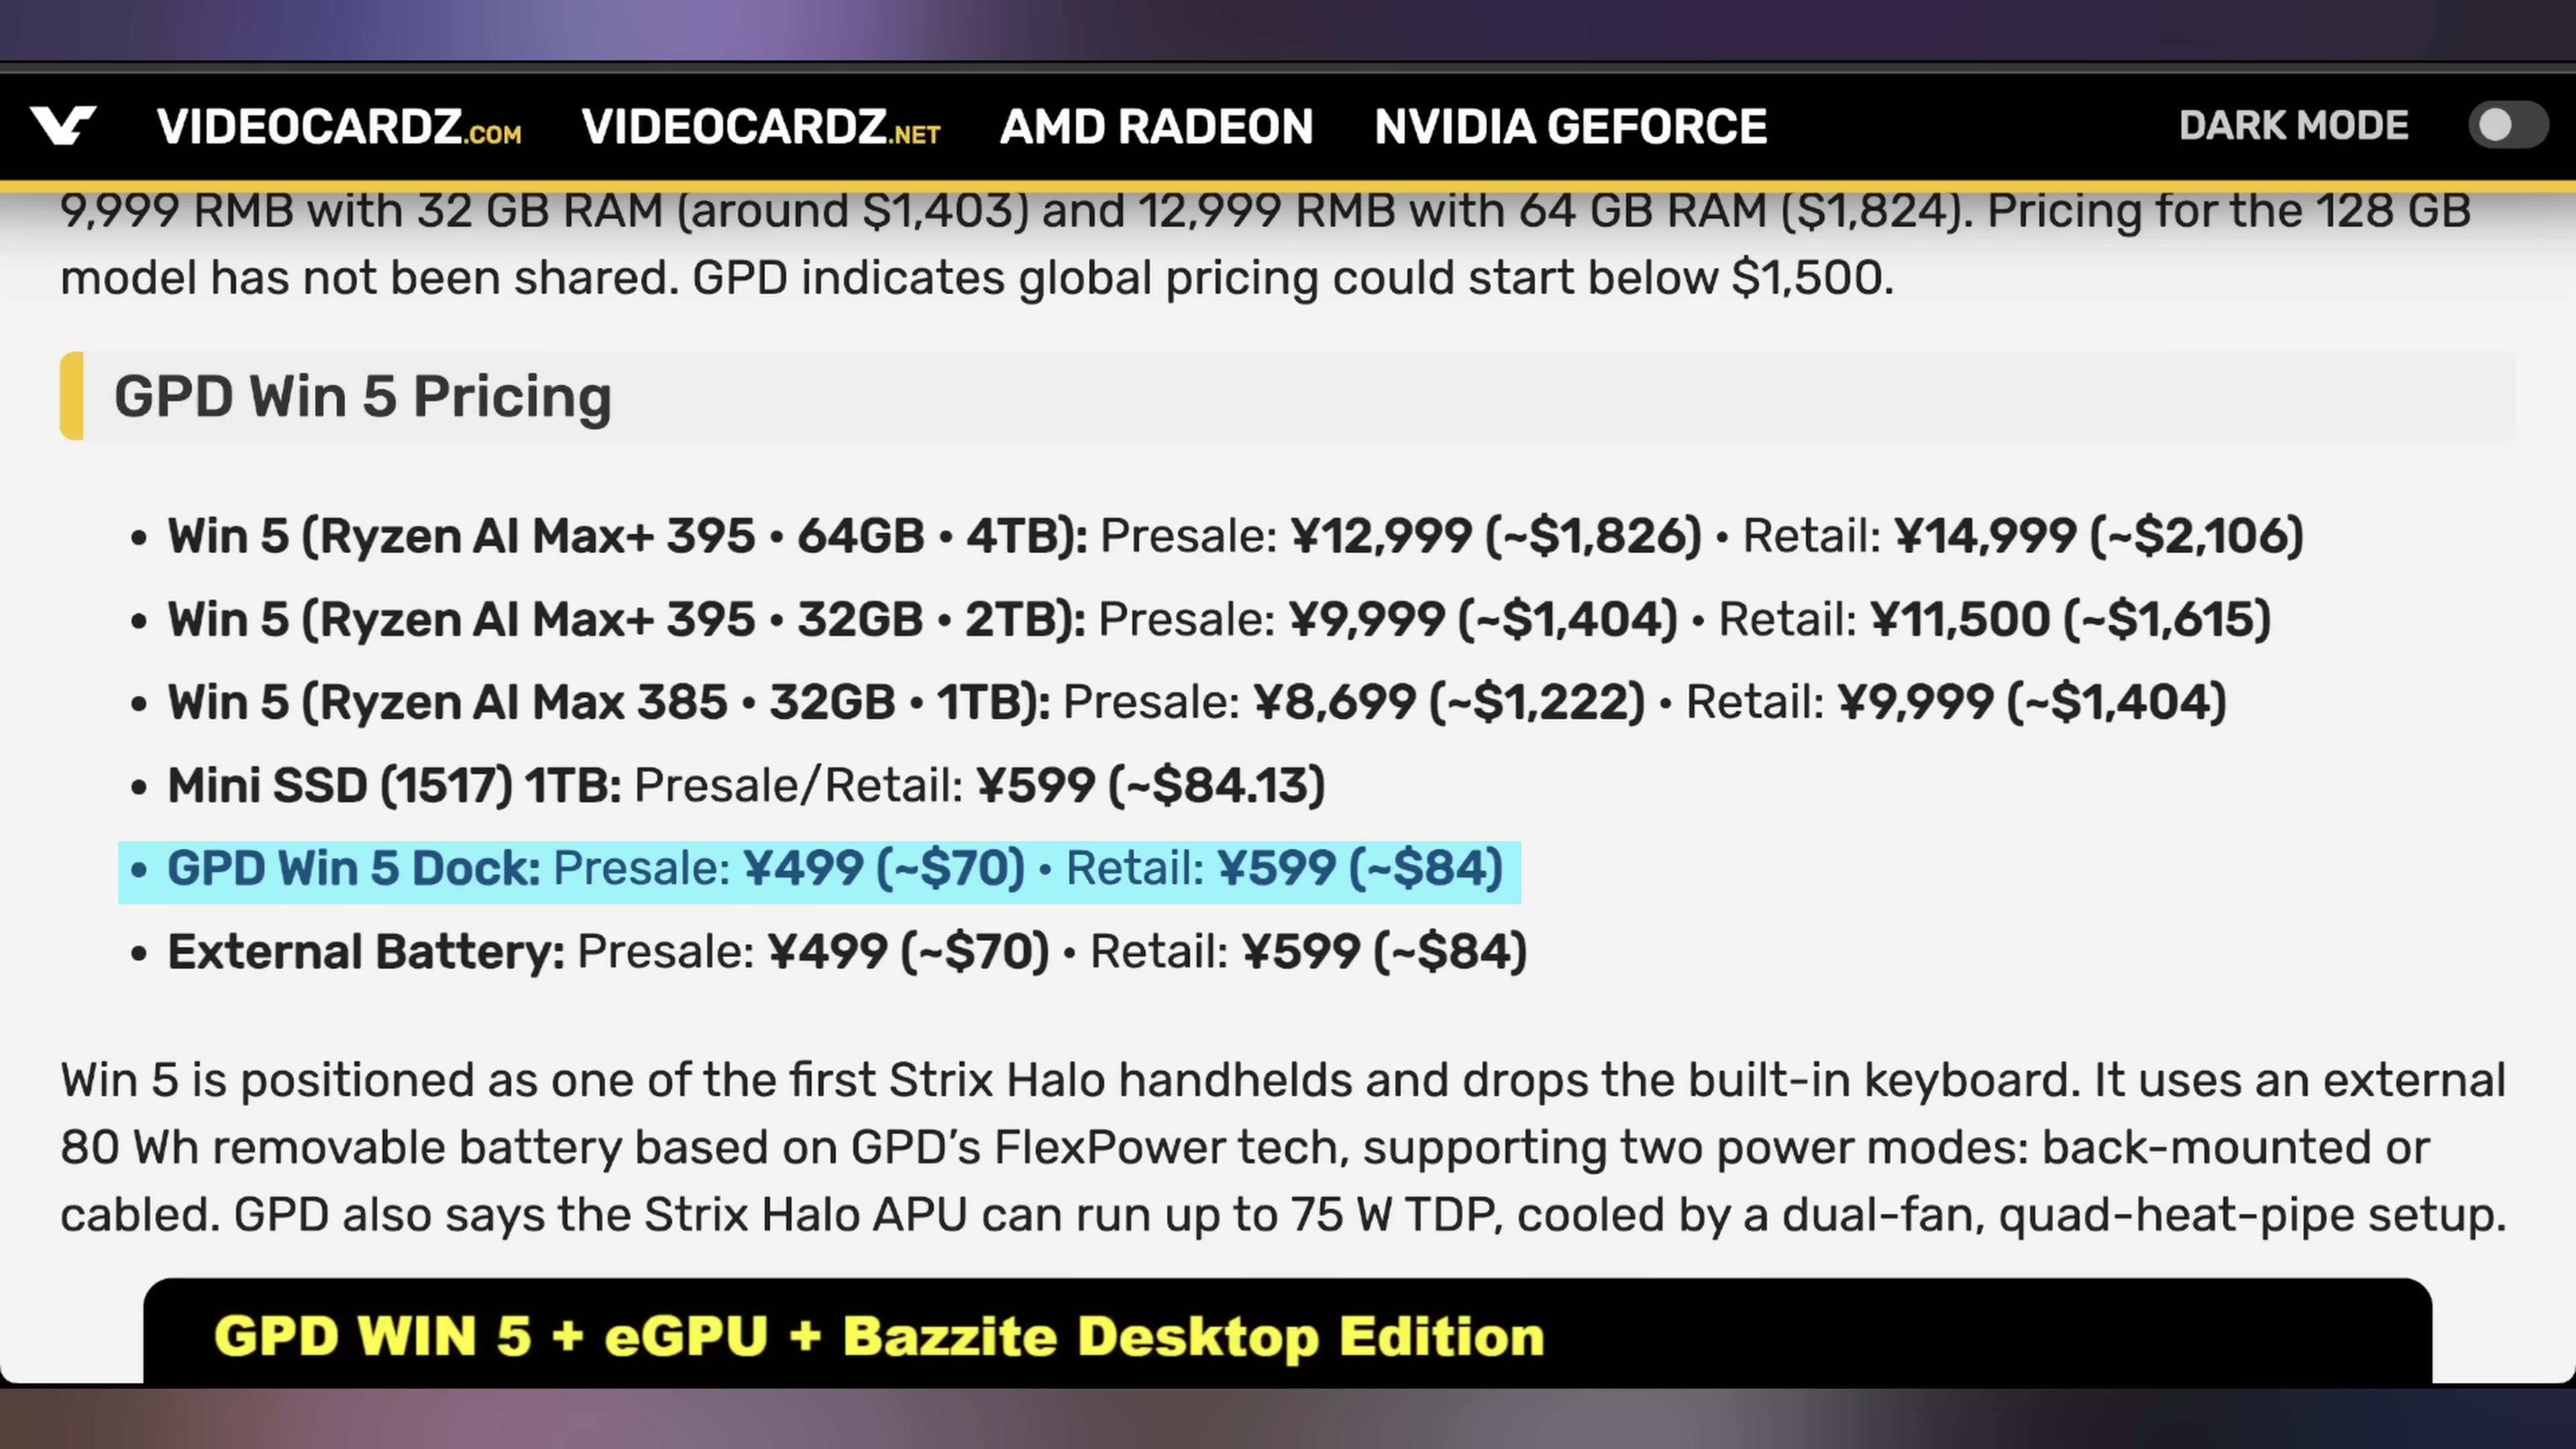 VIDEOCARDZ.COM VIDEOCARDZ.NET AMD RADEON NVIDIA GEFORCE DARK MODE
9,999 RMB with 32 GB RAM (around $1,403) and 12,999 RMB with 64 GB RAM ($1,824). Pricing for the 128 GB
model has not been shared. GPD indicates global pricing could start below $1,500.
GPD Win 5 Pricing
• Win 5 (Ryzen AI Max+ 395 • 64GB • 4TB): Presale: ¥12,999 (~$1,826) • Retail: ¥14,999 (~$2,106)
• Win 5 (Ryzen AI Max+ 395 • 32GB • 2TB): Presale: ¥9,999 (~$1,404) • Retail: ¥11,500 (~$1,615)
• Win 5 (Ryzen AI Max 385 • 32GB • 1TB): Presale: ¥8,699 (~$1,222) • Retail: ¥9,999 (~$1,404)
• Mini SSD (1517) 1TB: Presale/Retail: ¥599 (~$84.13)
• GPD Win 5 Dock: Presale: ¥499 (~$70) • Retail: ¥599 (~$84)
• External Battery: Presale: ¥499 (~$70) • Retail: ¥599 (~$84)
Win 5 is positioned as one of the first Strix Halo handhelds and drops the built-in keyboard. It uses an external
80 Wh removable battery based on GPD’s FlexPower tech, supporting two power modes: back-mounted or
cabled. GPD also says the Strix Halo APU can run up to 75 W TDP, cooled by a dual-fan, quad-heat-pipe setup.
GPD WIN 5 + eGPU + Bazzite Desktop Edition